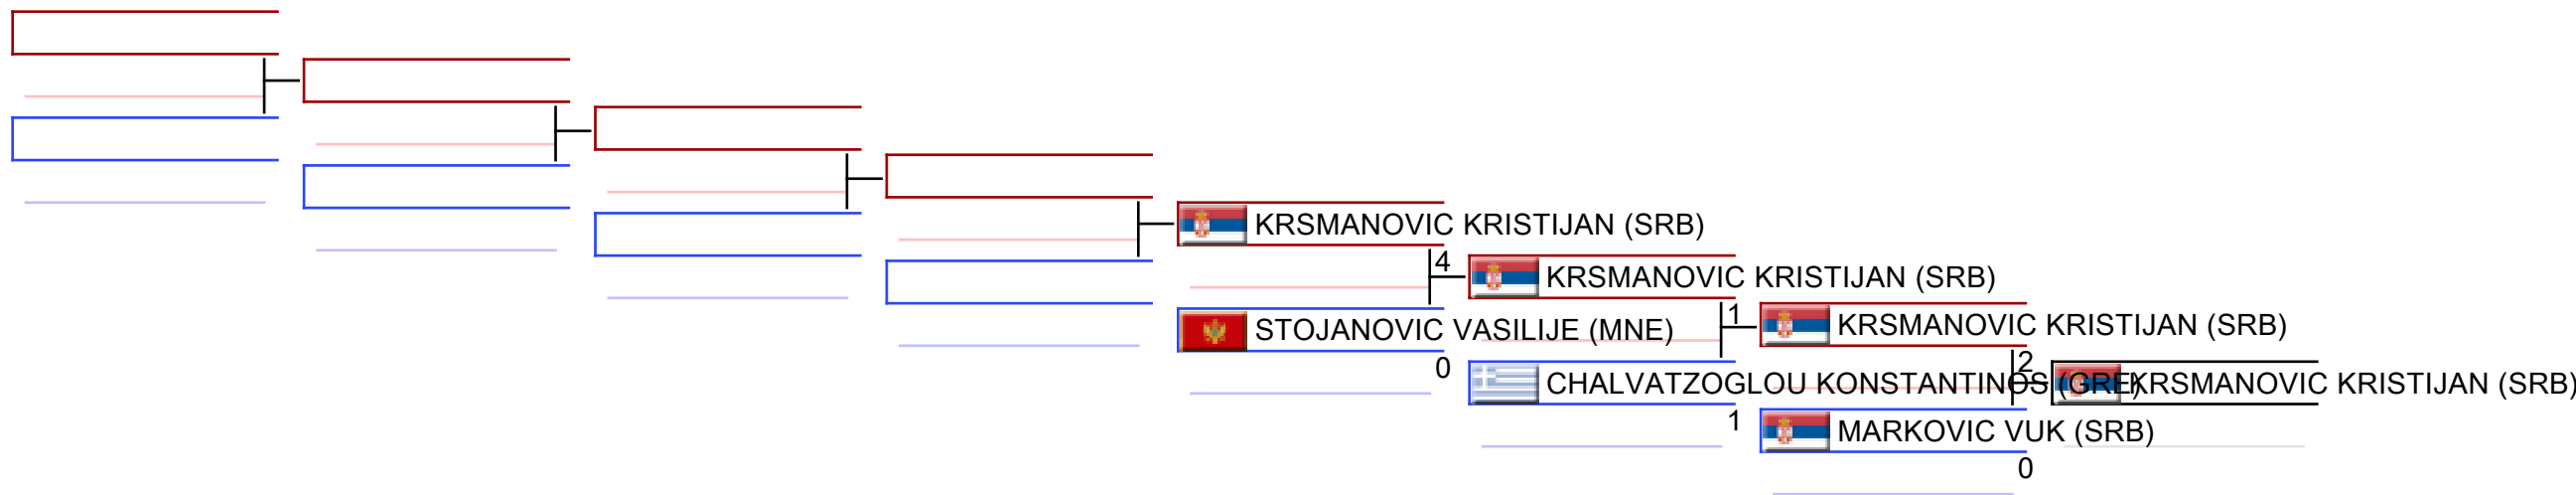 KRSMANOVIC KRISTIJAN (SRB)
4
KRSMANOVIC KRISTIJAN (SRB)
STOJANOVIC VASILIJE (MNE)
0
1
KRSMANOVIC KRISTIJAN (SRB)
CHALVATZOGLOU KONSTANTINOS (GRE)
1
2
KRSMANOVIC KRISTIJAN (SRB)
MARKOVIC VUK (SRB)
0